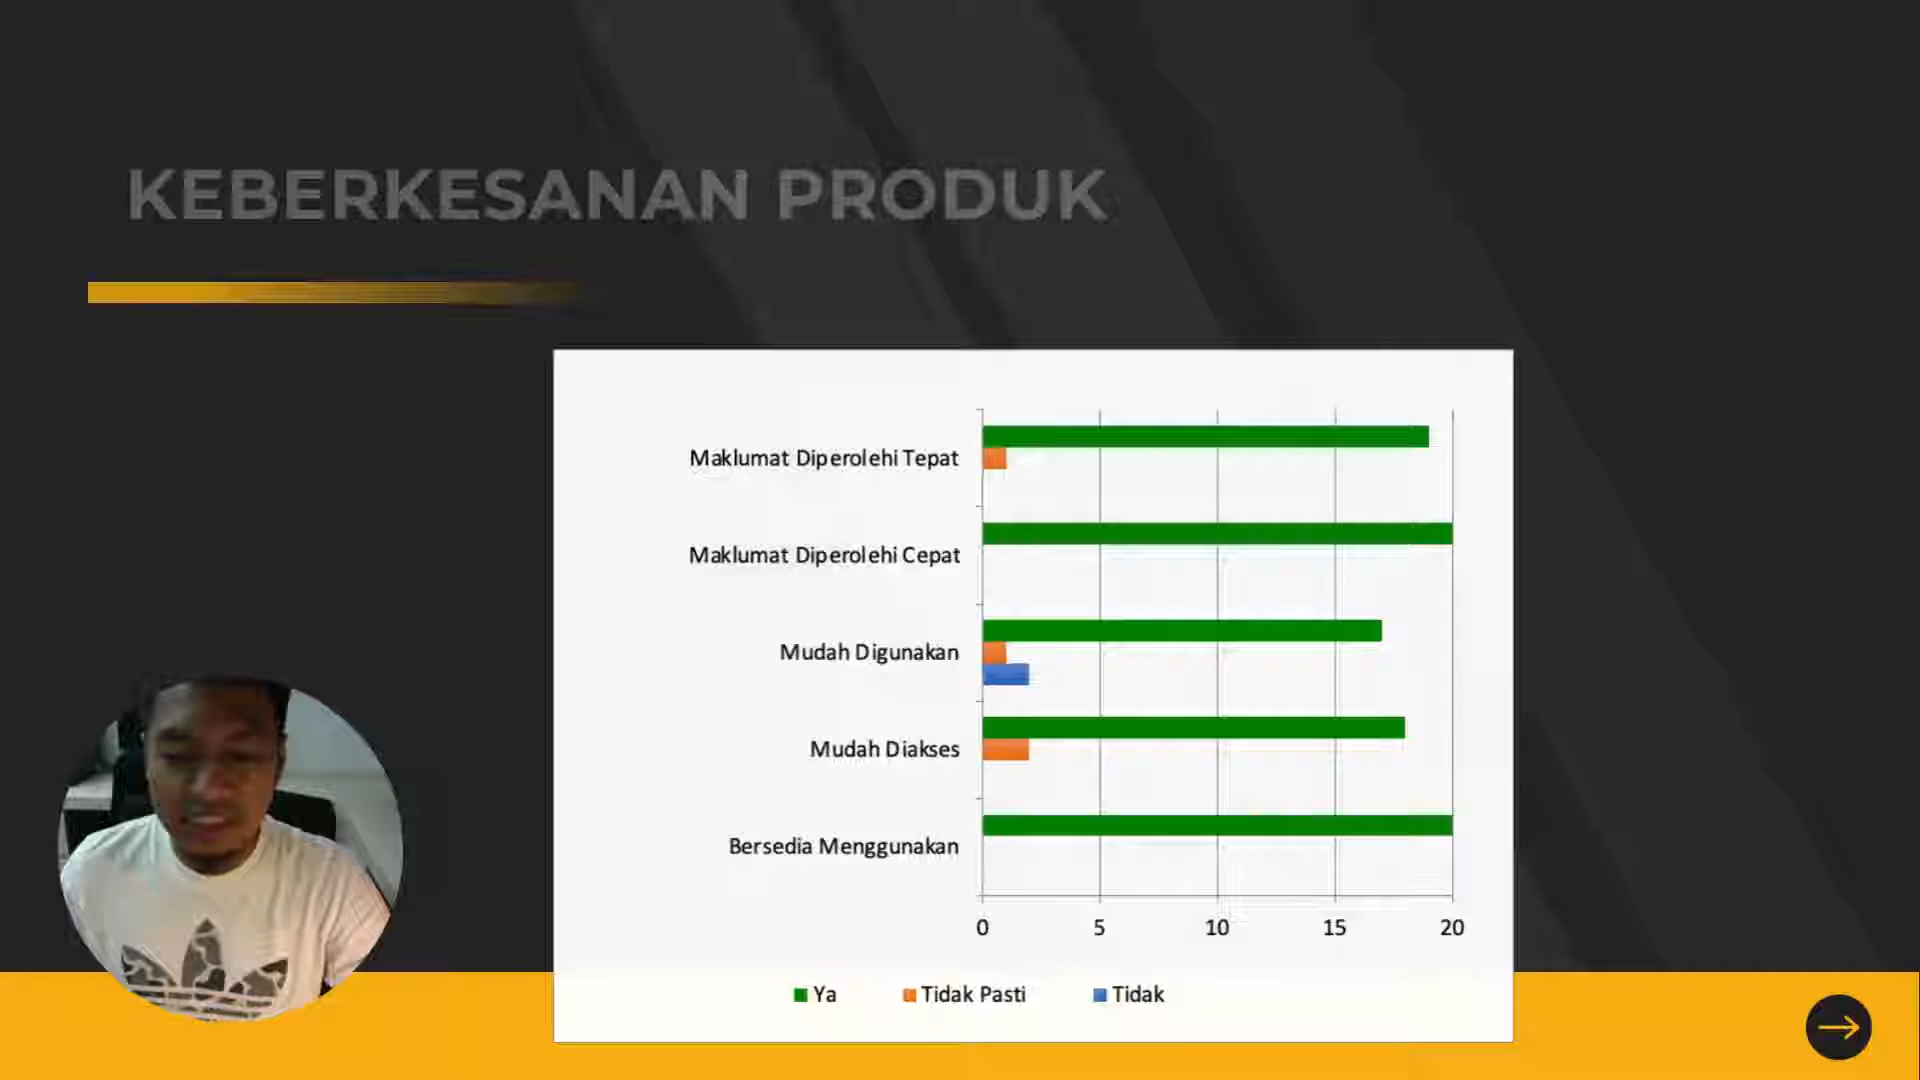 KEBERKESANAN PRODUK
Maklumat Diperolehi Tepat
Maklumat Diperolehi Cepat
Mudah Digunakan
Mudah Diakses
Bersedia Menggunakan
0 5 10 15 20
Ya Tidak Pasti Tidak